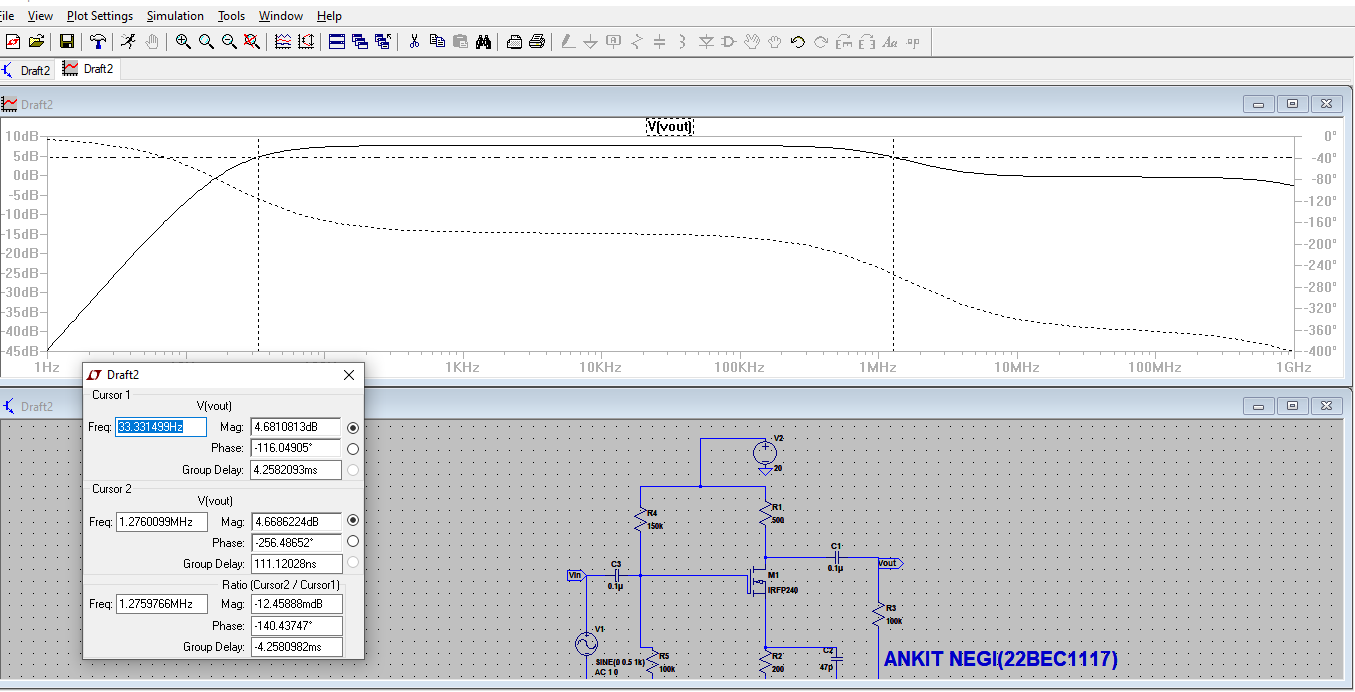 File View Plot Settings Simulation Tools Window Help
Draft2 Draft2
Draft2
V(vout)
10dB 0°
5dB -40°
0dB -80°
-5dB -120°
-10dB -160°
-15dB -200°
-20dB -240°
-25dB -280°
-30dB -320°
-35dB -360°
-40dB -400°
-45dB
1Hz 1KHz 10KHz 100KHz 1MHz 10MHz 100MHz 1GHz
Draft2
Cursor 1
V(vout)
Freq: 33.331499Hz Mag: 4.6810813dB
Phase: -116.04905°
Group Delay: 4.2582093ms
Cursor 2
V(vout)
Freq: 1.2760099MHz Mag: 4.6686224dB
Phase: -256.48652°
Group Delay: 111.12028ns
Ratio (Cursor2 / Cursor1)
Freq: 1.2759766MHz Mag: -12.45888mdB
Phase: -140.43747°
Group Delay: -4.2580982ms
Draft2
V2
20
R4
150k
R1
500
C1
0.1µ
Vout
C3
0.1µ
Vin
M1
IRFP240
R3
100k
V1
SINE(0 0.5 1k)
AC 1 0
R5
100k
R2
200
C2
47p
ANKIT NEGI(22BEC1117)